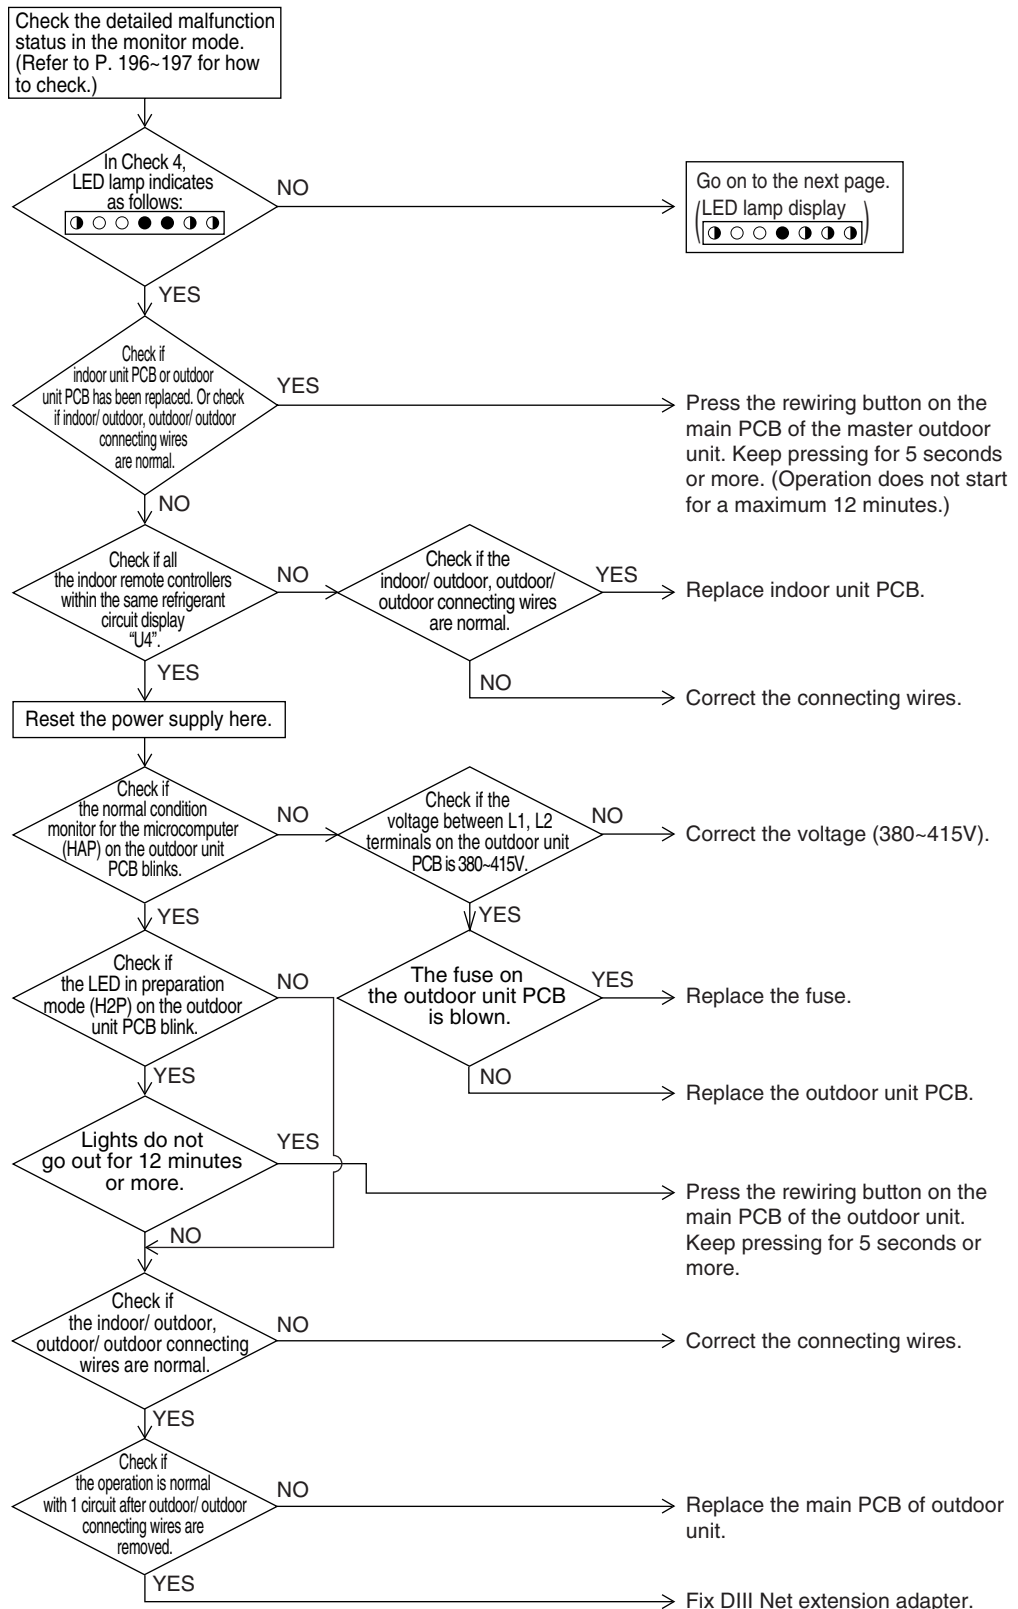 Check the detailed malfunction
status in the monitor mode.
(Refer to P. 196~197 for how
to check.)
In Check 4,
LED lamp indicates
as follows:
◑ ○ ○ ● ● ◑ ◑
NO
Go on to the next page.
(LED lamp display
◑ ○ ○ ● ◑ ◑ ◑)
YES
Check if
indoor unit PCB or outdoor
unit PCB has been replaced. Or check
if indoor/ outdoor, outdoor/ outdoor
connecting wires
are normal.
YES
Press the rewiring button on the
main PCB of the master outdoor
unit. Keep pressing for 5 seconds
or more. (Operation does not start
for a maximum 12 minutes.)
NO
Check if all
the indoor remote controllers
within the same refrigerant
circuit display
“U4”.
NO
Check if the
indoor/ outdoor, outdoor/
outdoor connecting wires
are normal.
YES
Replace indoor unit PCB.
YES
NO
Correct the connecting wires.
Reset the power supply here.
Check if
the normal condition
monitor for the microcomputer
(HAP) on the outdoor unit
PCB blinks.
NO
Check if the
voltage between L1, L2
terminals on the outdoor unit
PCB is 380~415V.
NO
Correct the voltage (380~415V).
YES
YES
Check if
the LED in preparation
mode (H2P) on the outdoor
unit PCB blink.
NO
The fuse on
the outdoor unit PCB
is blown.
YES
Replace the fuse.
YES
NO
Replace the outdoor unit PCB.
Lights do not
go out for 12 minutes
or more.
YES
Press the rewiring button on the
main PCB of the outdoor unit.
Keep pressing for 5 seconds or
more.
NO
Check if
the indoor/ outdoor,
outdoor/ outdoor connecting
wires are normal.
NO
Correct the connecting wires.
YES
Check if
the operation is normal
with 1 circuit after outdoor/ outdoor
connecting wires are
removed.
NO
Replace the main PCB of outdoor
unit.
YES
Fix DIII Net extension adapter.